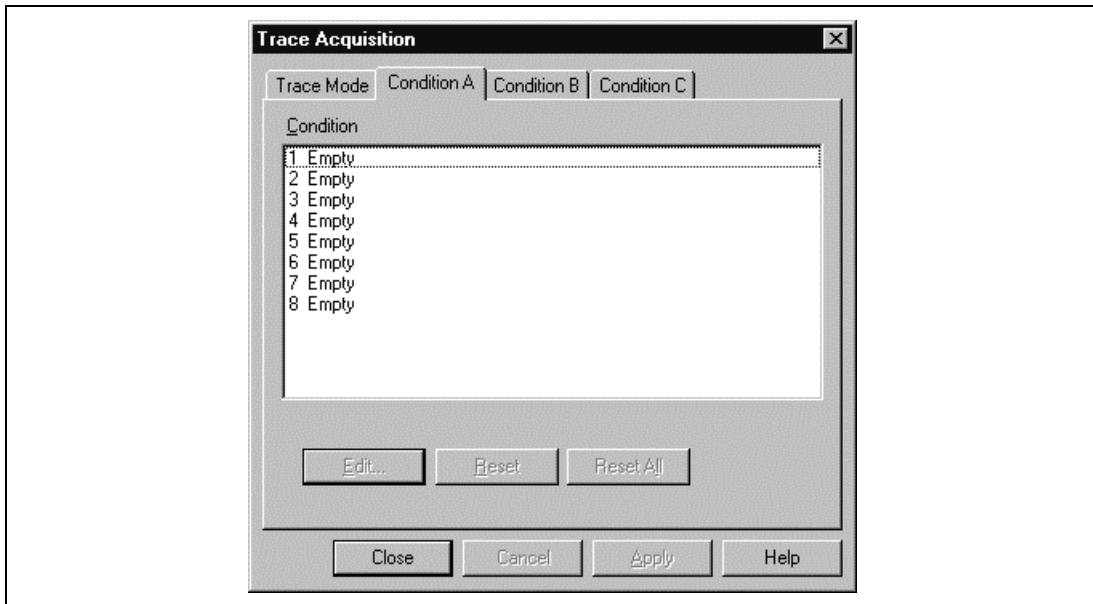 Trace Acquisition
Trace Mode Condition A Condition B Condition C
Condition
1 Empty
2 Empty
3 Empty
4 Empty
5 Empty
6 Empty
7 Empty
8 Empty
Edit... Reset Reset All
Close Cancel Apply Help